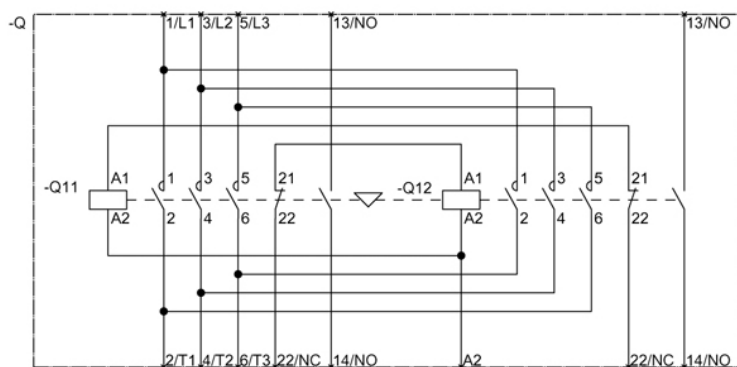 -Q 1/L1 3/L2 5/L3 13/NO 13/NO
A1 1 3 5 21 A1 1 3 5 21
-Q11 -Q12
A2 2 4 6 22 A2 2 4 6 22
2/T1 4/T2 6/T3 22/NC 14/NO A2 22/NC 14/NO